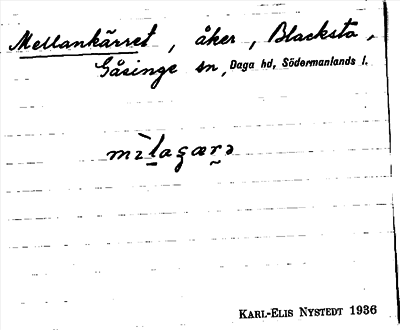 Mellankärret, åker, Blacksta,
Gåsinge sn, Daga hd, Södermanlands l.
KARL-ELIS NYSTEDT 1936